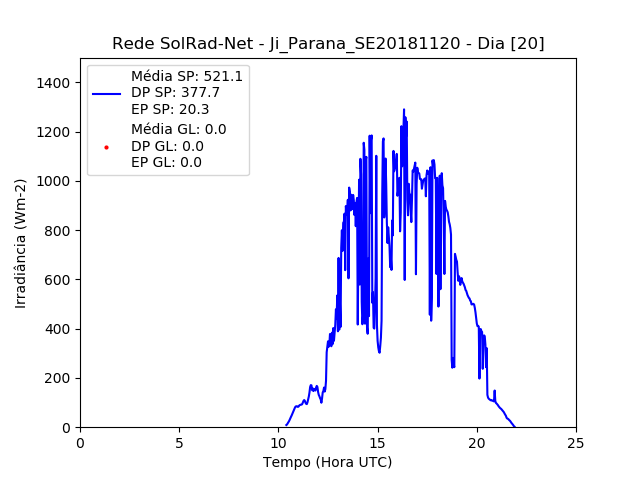 Rede SolRad-Net - Ji_Parana_SE20181120 - Dia [20]
Irradiância (Wm-2)
1400
1200
1000
800
600
400
200
0
Média SP: 521.1
DP SP: 377.7
EP SP: 20.3
Média GL: 0.0
DP GL: 0.0
EP GL: 0.0
0 5 10 15 20 25
Tempo (Hora UTC)